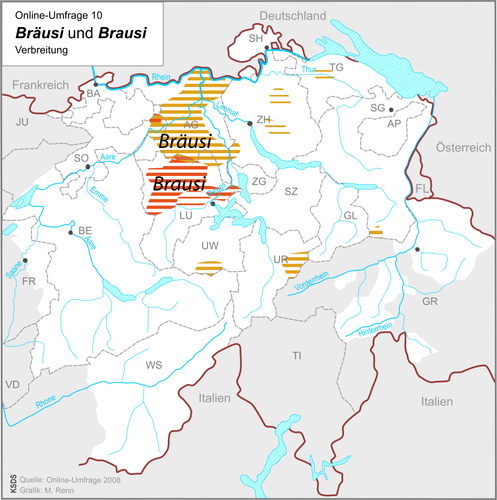 Online-Umfrage 10
Bräusi und Brausi
Verbreitung
Deutschland
SH
Frankreich
Rhein
Thur
TG
BA
JU
AG
Limmat
ZH
SG
AP
Bräusi
Österreich
SO
Aare
Brausi
ZG
SZ
FL
Emme
LU
Reuss
GL
BE
Aare
UW
Saane
UR
FR
Vorderrhein
GR
Hinterrhein
WS
TI
VD
Rhone
Italien
Italien
KSDS
Quelle: Online-Umfrage 2008
Grafik: M. Renn